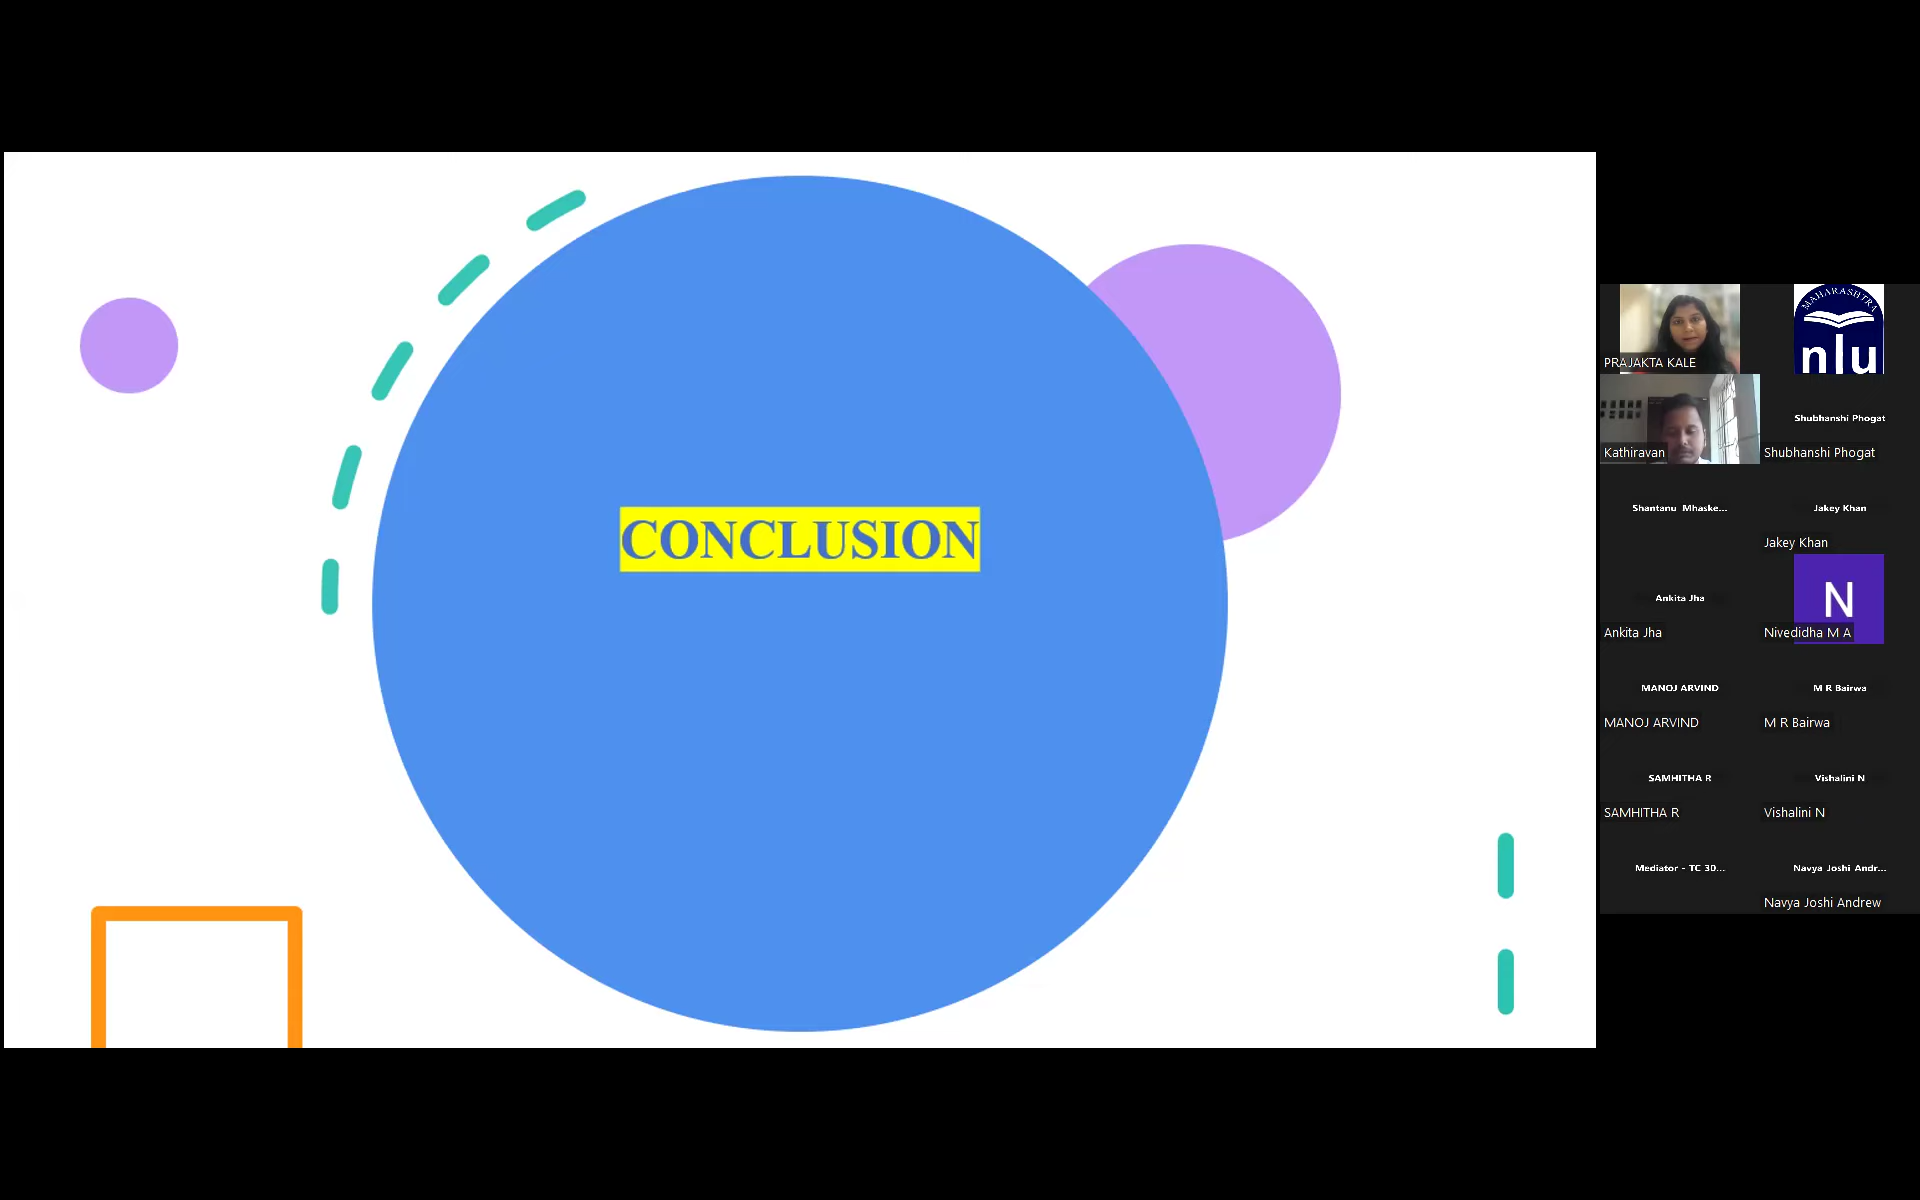 CONCLUSION
PRAJAKTA KALE
MAHARASHTRA
nlu
Kathiravan
Shubhanshi Phogat
Shubhanshi Phogat
Shantanu Mhaske...
Jakey Khan
Jakey Khan
Ankita Jha
Ankita Jha
N
Nivedidha M A
MANOJ ARVIND
MANOJ ARVIND
M R Bairwa
M R Bairwa
SAMHITHA R
SAMHITHA R
Vishalini N
Vishalini N
Mediator - TC 30...
Navya Joshi Andr...
Navya Joshi Andrew